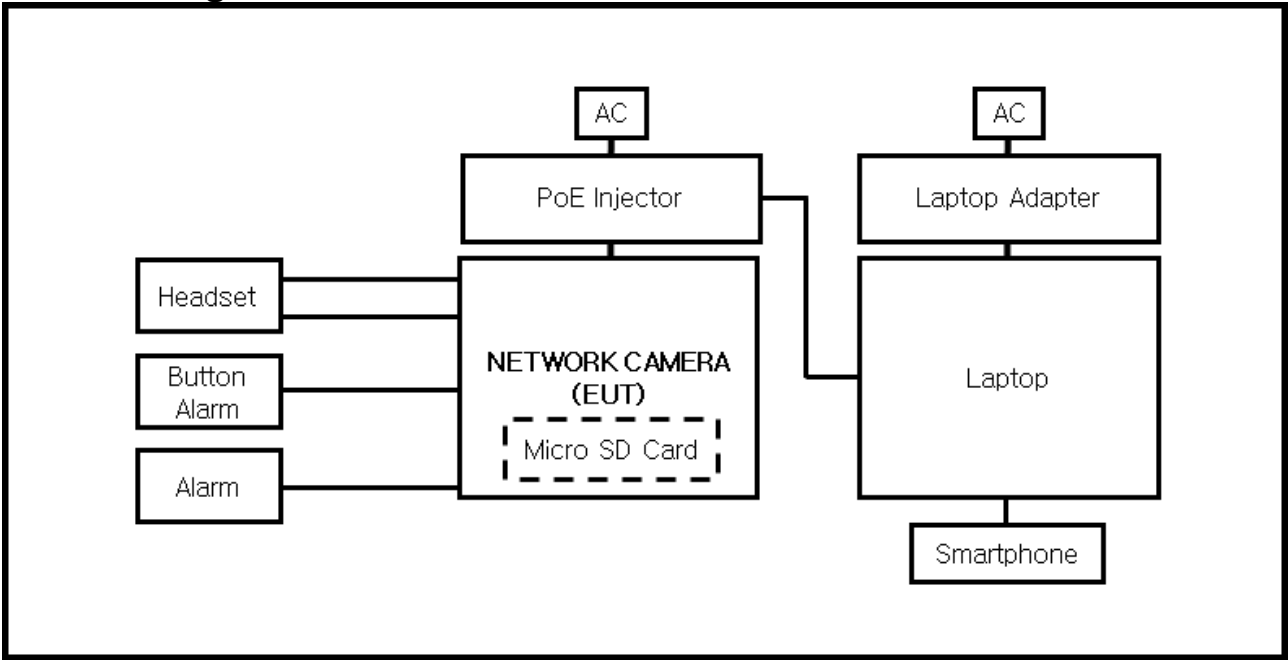 AC
AC
PoE Injector
Laptop Adapter
Headset
NETWORK CAMERA
(EUT)
Button
Alarm
Laptop
Micro SD Card
Alarm
Smartphone